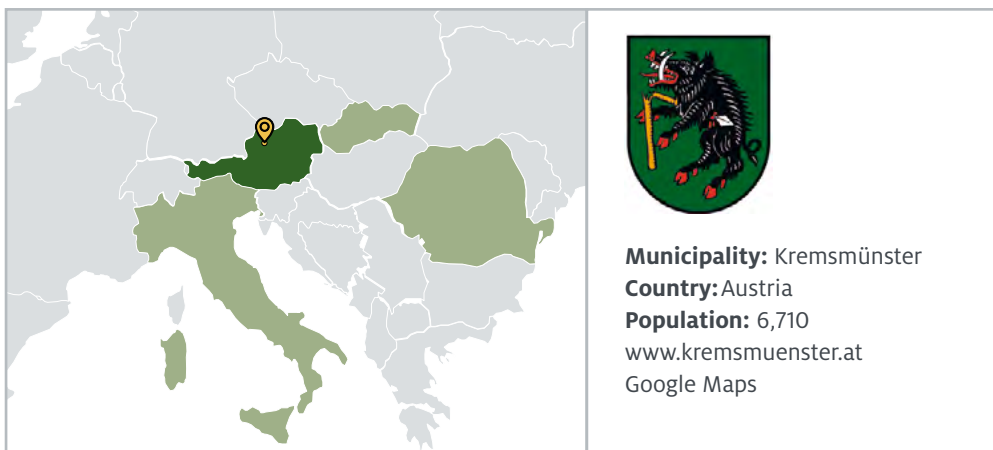 Municipality: Kremsmünster
Country: Austria
Population: 6,710
www.kremsmuenster.at
Google Maps